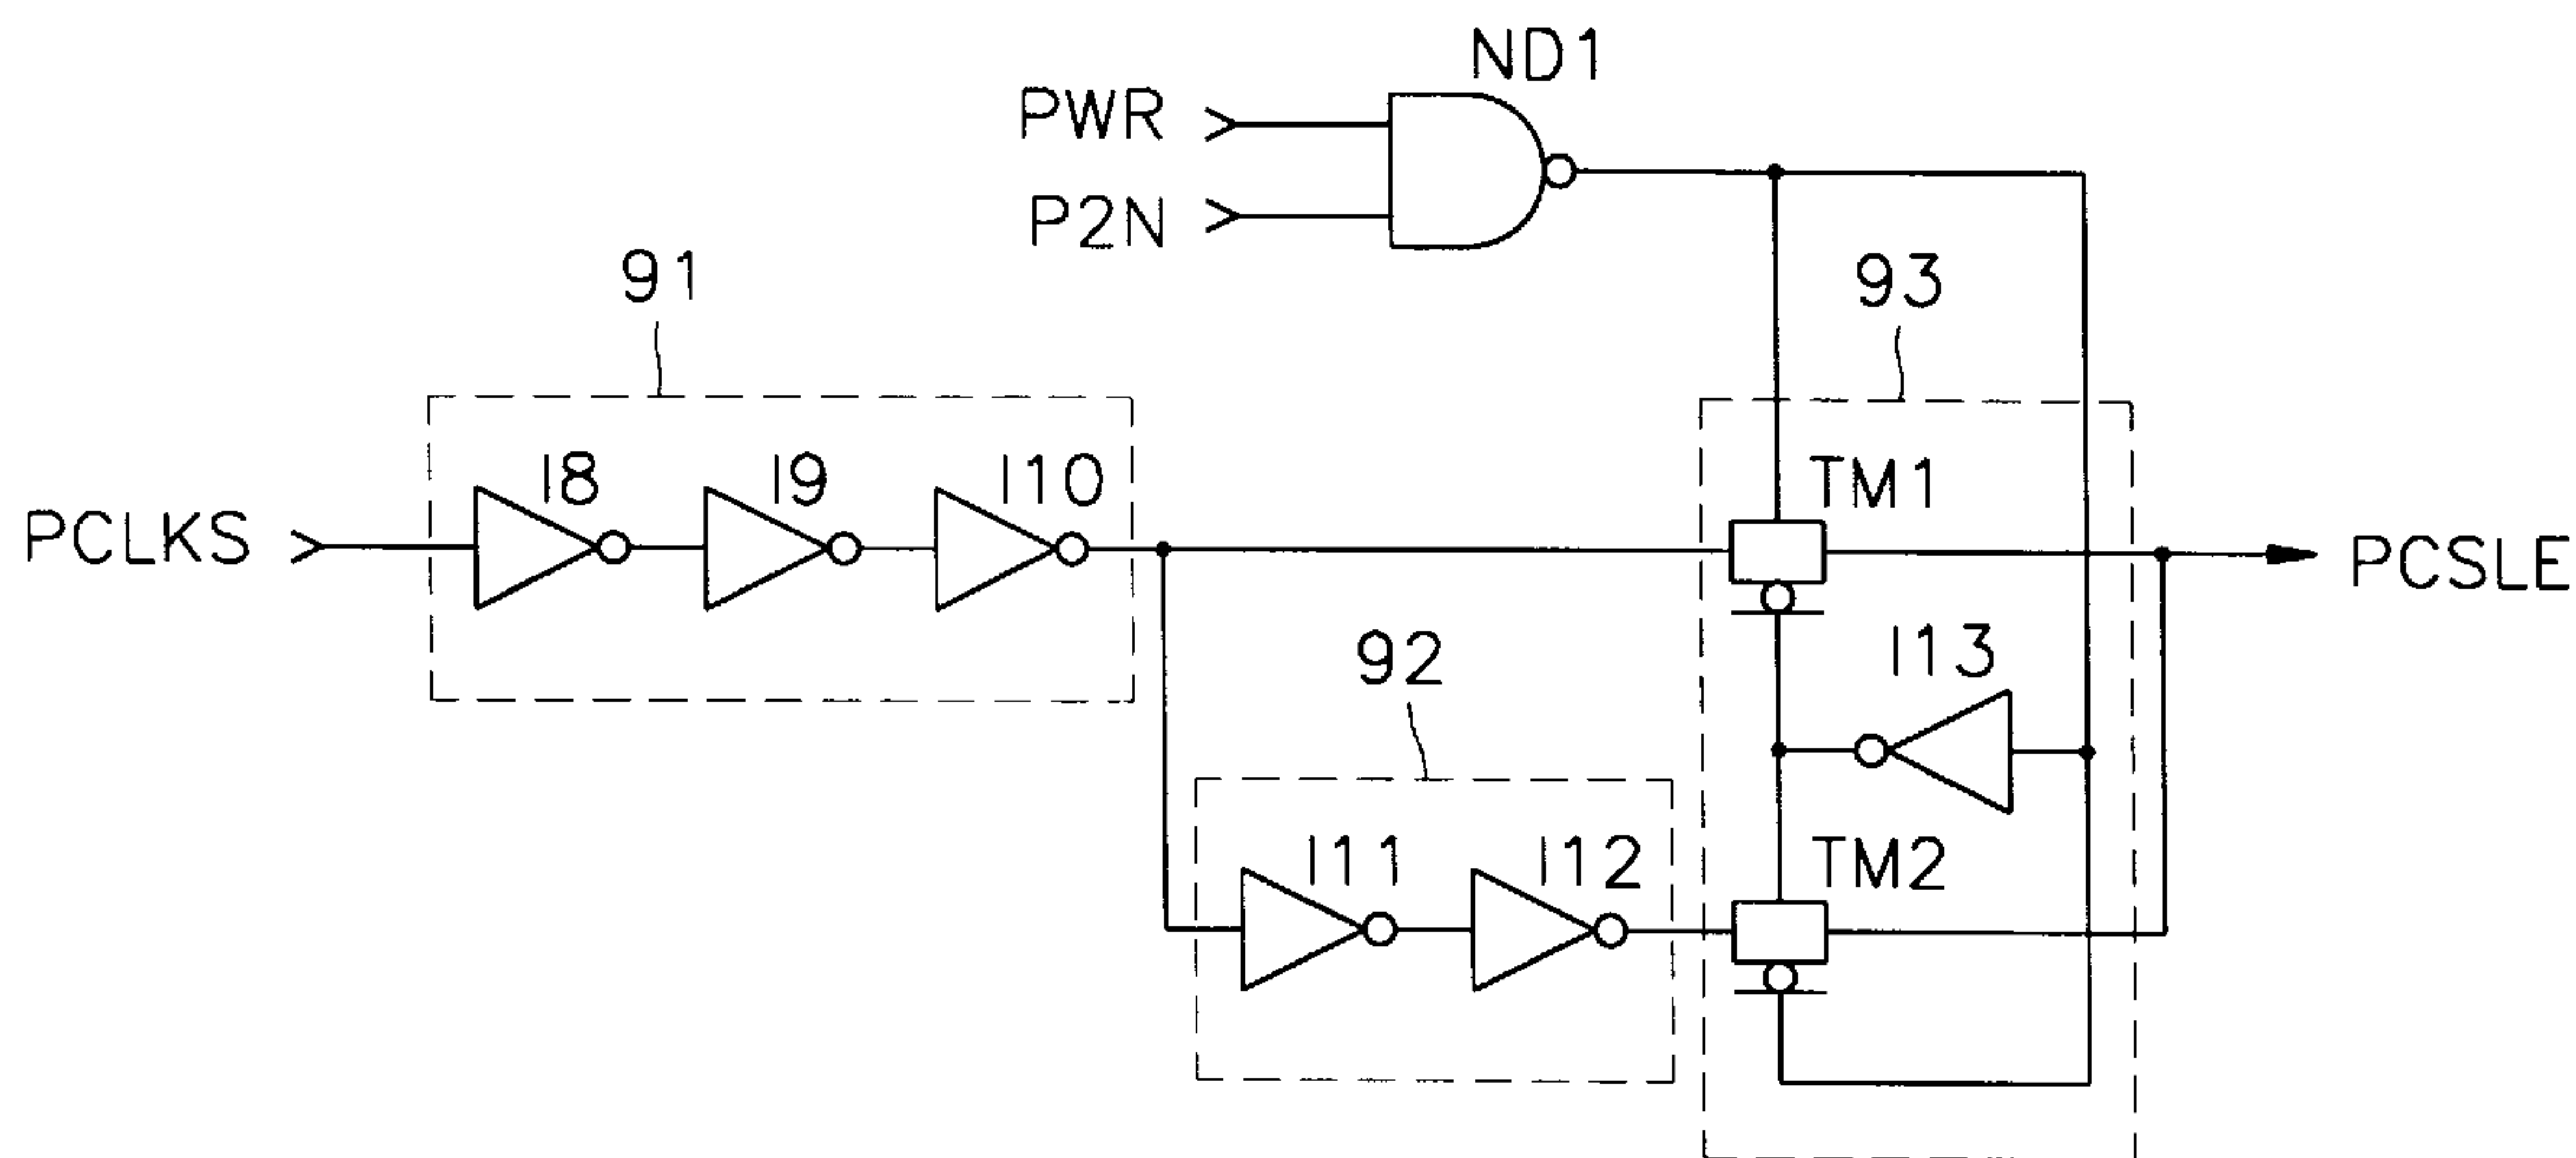 ND1
PWR
P2N
91
93
I8
I9
I10
TM1
PCLKS
PCSLE
92
I13
I11
I12
TM2